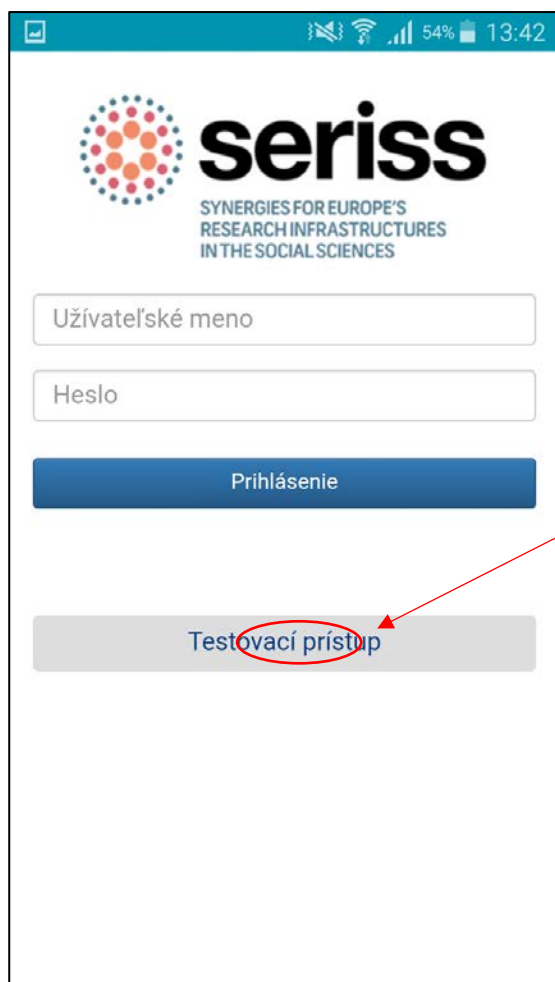 54% 13:42
seriss
SYNERGIES FOR EUROPE'S
RESEARCH INFRASTRUCTURES
IN THE SOCIAL SCIENCES
Užívateľské meno
Heslo
Prihlásenie
Testovací prístup